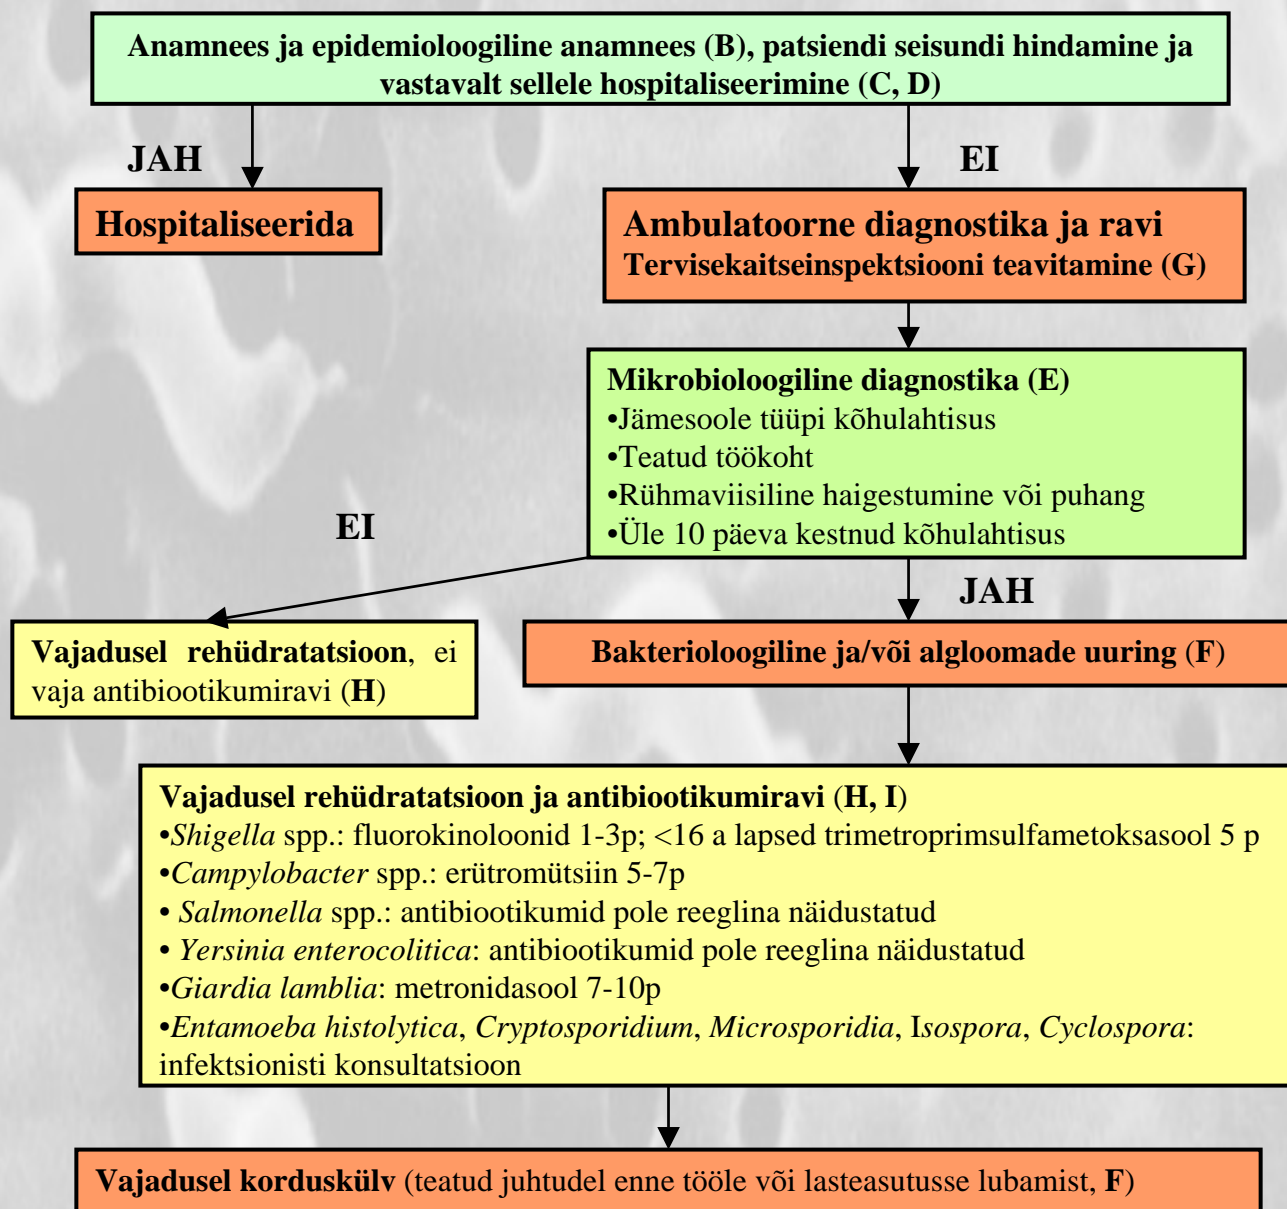 Anamnees ja epidemioloogiline anamnees (B), patsiendi seisundi hindamine ja
vastavalt sellele hospitaliseerimine (C, D)
JAH
EI
Hospitaliseerida
Ambulatoorne diagnostika ja ravi
Tervisekaitseinspektsiooni teavitamine (G)
Mikrobioloogiline diagnostika (E)
•Jämesoole tüüpi kõhulahtisus
•Teatud töökoht
•Rühmaviisiline haigestumine või puhang
•Üle 10 päeva kestnud kõhulahtisus
EI
JAH
Vajadusel rehüdratatsioon, ei
vaja antibiootikumiravi (H)
Bakterioloogiline ja/või algloomade uuring (F)
Vajadusel rehüdratatsioon ja antibiootikumiravi (H, I)
•Shigella spp.: fluorokinoloonid 1-3p; <16 a lapsed trimetroprimsulfametoksasool 5 p
•Campylobacter spp.: erütromütsiin 5-7p
• Salmonella spp.: antibiootikumid pole reeglina näidustatud
• Yersinia enterocolitica: antibiootikumid pole reeglina näidustatud
•Giardia lamblia: metronidasool 7-10p
•Entamoeba histolytica, Cryptosporidium, Microsporidia, Isospora, Cyclospora:
infektsionisti konsultatsioon
Vajadusel korduskülv (teatud juhtudel enne tööle või lasteasutusse lubamist, F)